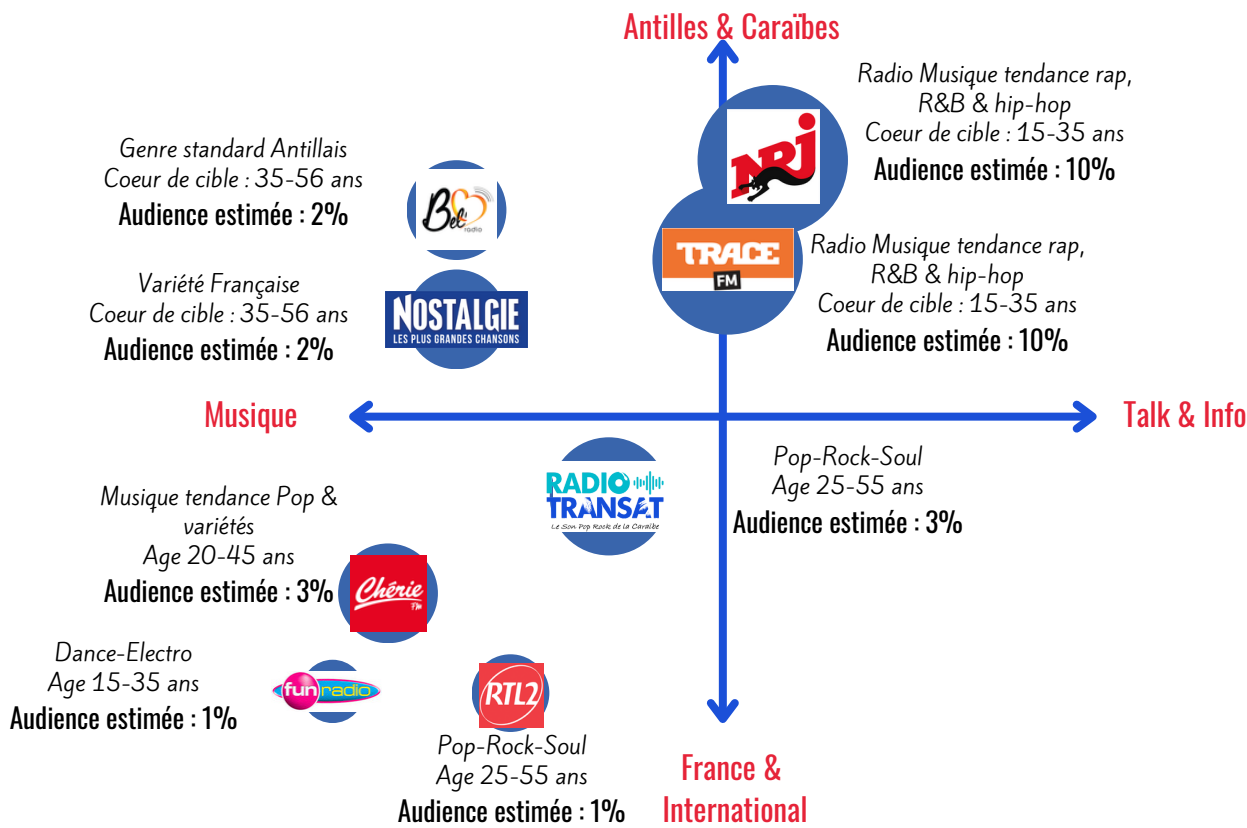 Antilles & Caraïbes
Radio Musique tendance rap,
R&B & hip-hop
Coeur de cible : 15-35 ans
Audience estimée : 10%
NRJ
Genre standard Antillais
Coeur de cible : 35-56 ans
Audience estimée : 2%
Bel'
radio
TRACE
FM
Radio Musique tendance rap,
R&B & hip-hop
Coeur de cible : 15-35 ans
Audience estimée : 10%
Variété Française
Coeur de cible : 35-56 ans
Audience estimée : 2%
NOSTALGIE
LES PLUS GRANDES CHANSONS
Musique
Talk & Info
RADIO
TRANSAT
Le Son Pop Rock de la Caraïbe
Pop-Rock-Soul
Age 25-55 ans
Audience estimée : 3%
Musique tendance Pop &
variétés
Age 20-45 ans
Audience estimée : 3%
Chérie
FM
Dance-Electro
Age 15-35 ans
Audience estimée : 1%
fun radio
RTL2
Pop-Rock-Soul
Age 25-55 ans
Audience estimée : 1%
France &
International